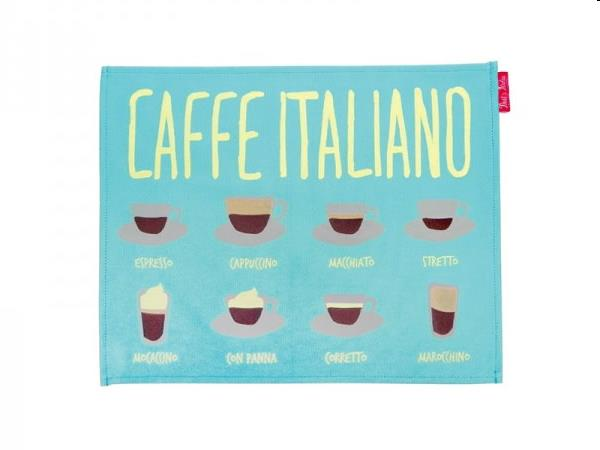 CAFFE ITALIANO
ESPRESSO CAPPUCCINO MACCHIATO STRETTO
MOCACCINO CON PANNA CORRETTO MAROCCHINO